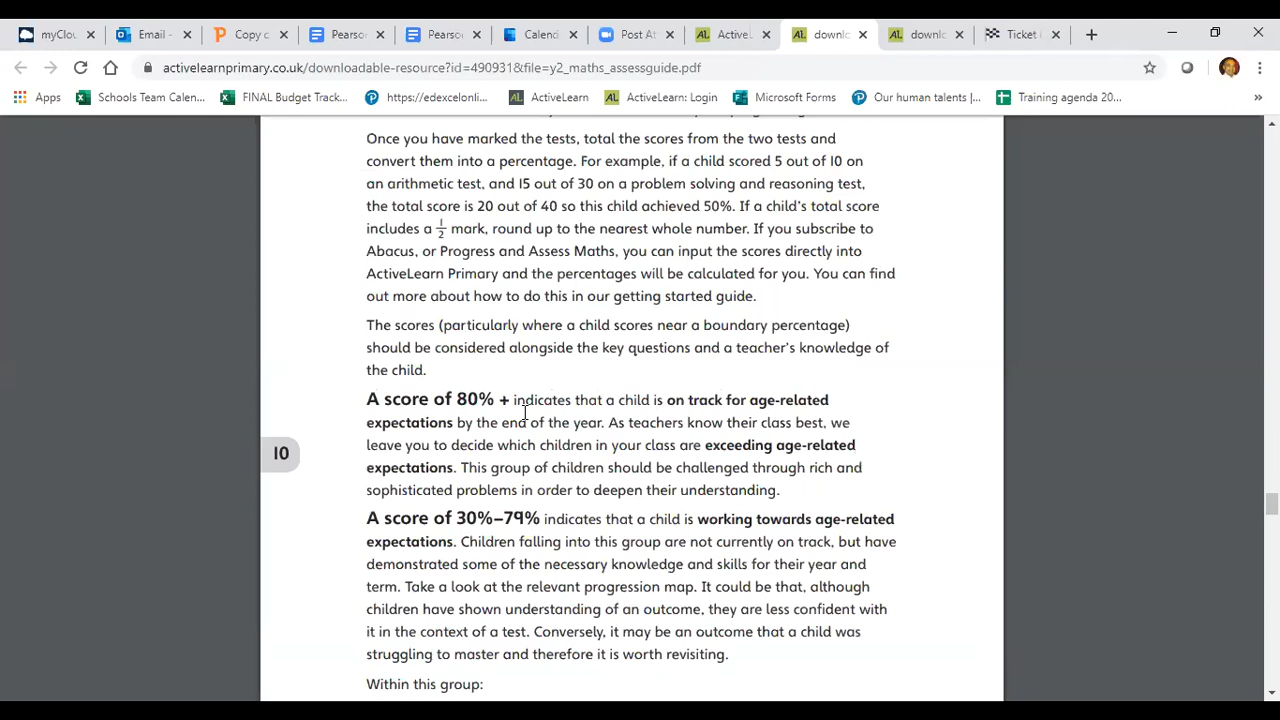 myClou
Email -
Copy c
Pearson
Pearson
Calend
Post At
ActiveL
downlo
downlo
Ticket i
activelearnprimary.co.uk/downloadable-resource?id=490931&file=y2_maths_assessguide.pdf
Apps
Schools Team Calen...
FINAL Budget Track...
https://edexcelonli...
ActiveLearn
ActiveLearn: Login
Microsoft Forms
Our human talents |...
Training agenda 20...
»
Once you have marked the tests, total the scores from the two tests and
convert them into a percentage. For example, if a child scored 5 out of 10 on
an arithmetic test, and 15 out of 30 on a problem solving and reasoning test,
the total score is 20 out of 40 so this child achieved 50%. If a child's total score
includes a 1/2 mark, round up to the nearest whole number. If you subscribe to
Abacus, or Progress and Assess Maths, you can input the scores directly into
ActiveLearn Primary and the percentages will be calculated for you. You can find
out more about how to do this in our getting started guide.
The scores (particularly where a child scores near a boundary percentage)
should be considered alongside the key questions and a teacher's knowledge of
the child.
A score of 80% + indicates that a child is on track for age-related
expectations by the end of the year. As teachers know their class best, we
leave you to decide which children in your class are exceeding age-related
expectations. This group of children should be challenged through rich and
sophisticated problems in order to deepen their understanding.
10
A score of 30%–79% indicates that a child is working towards age-related
expectations. Children falling into this group are not currently on track, but have
demonstrated some of the necessary knowledge and skills for their year and
term. Take a look at the relevant progression map. It could be that, although
children have shown understanding of an outcome, they are less confident with
it in the context of a test. Conversely, it may be an outcome that a child was
struggling to master and therefore it is worth revisiting.
Within this group: